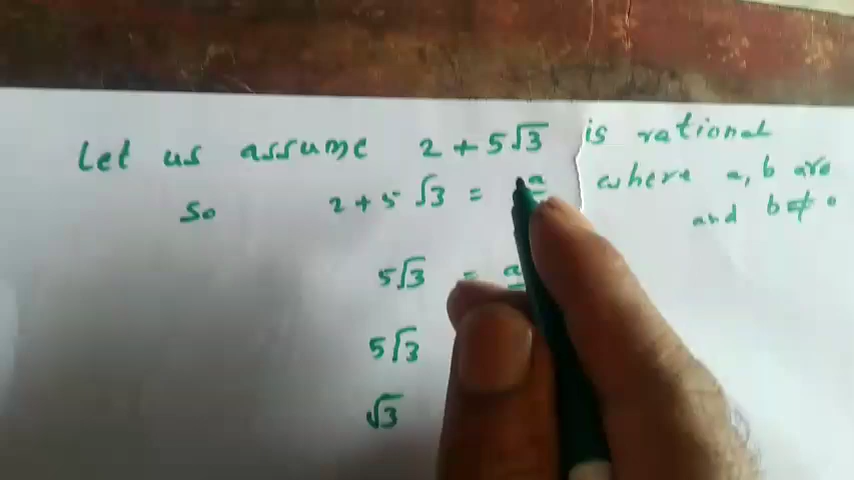 Let us assume 2 + 5√3 is rational
So 2 + 5√3 = a where a, b are
and b ≠ 0
5√3 = a
5√3
√3